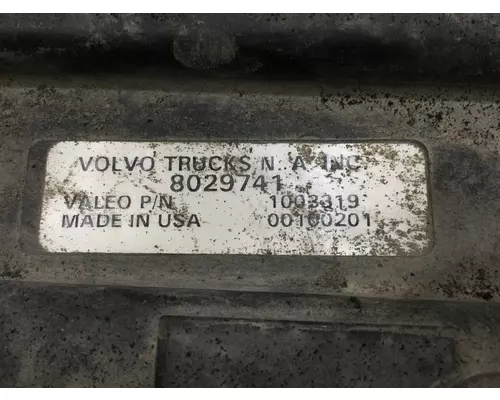 VOLVO TRUCKS N. A. INC
8029741
VALEO P/N 1003319
MADE IN USA 00100201